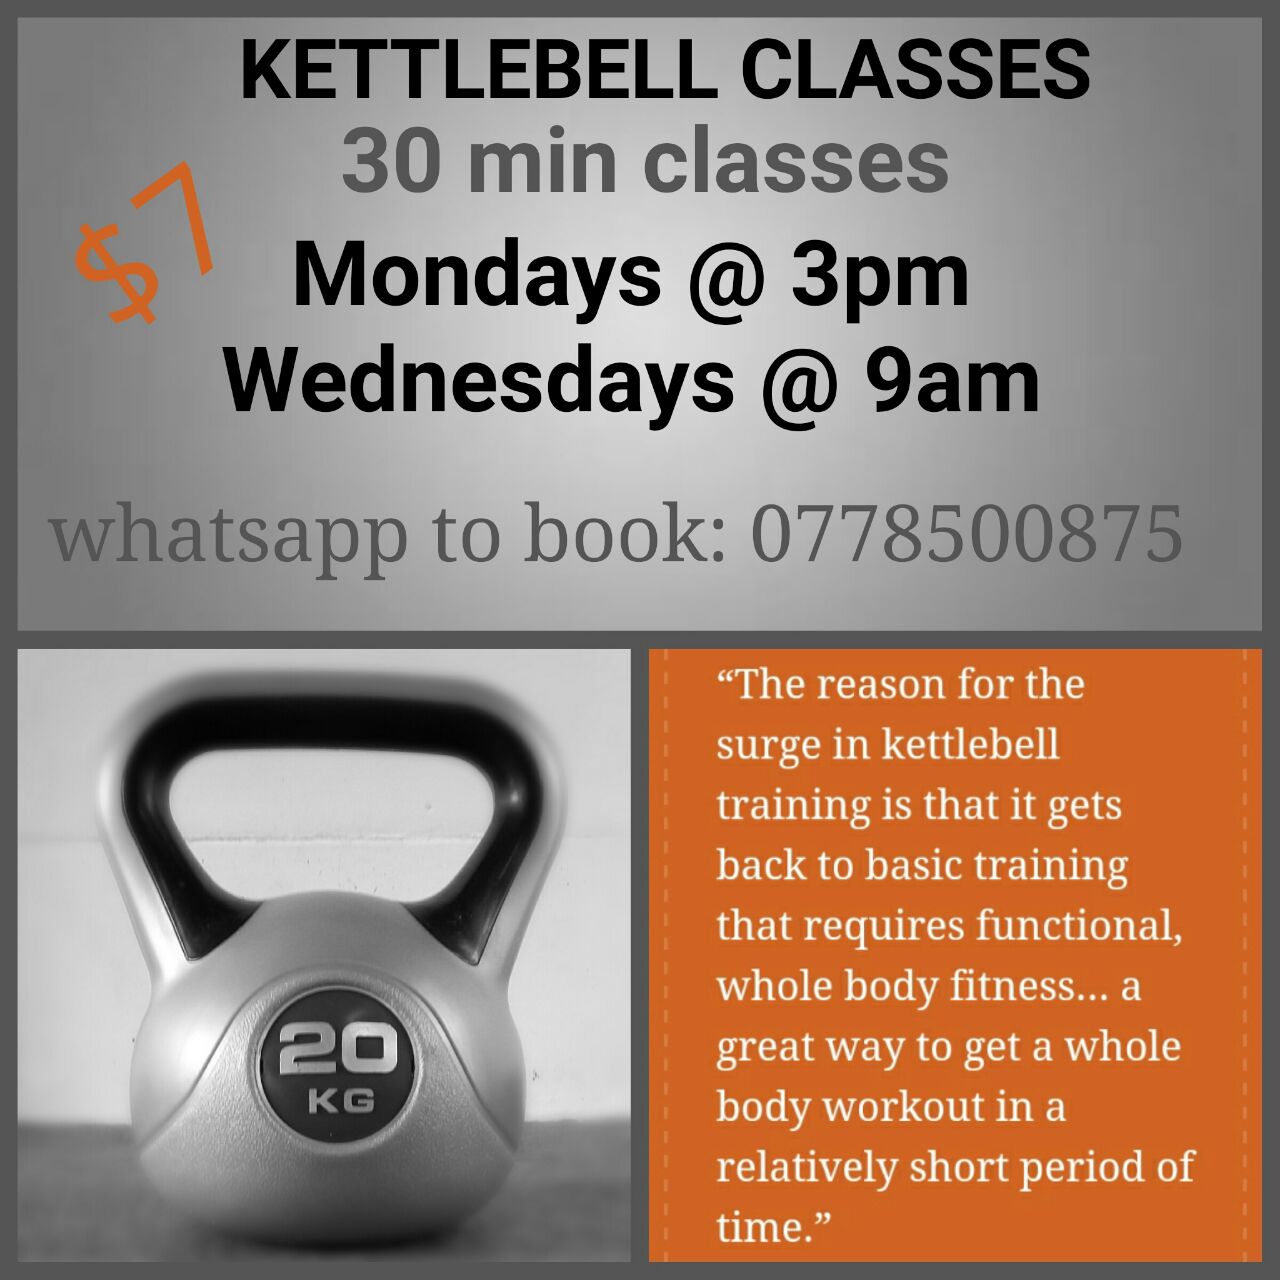 KETTLEBELL CLASSES
30 min classes
$7
Mondays @ 3pm
Wednesdays @ 9am
whatsapp to book: 0778500875
20
KG
“The reason for the
surge in kettlebell
training is that it gets
back to basic training
that requires functional,
whole body fitness... a
great way to get a whole
body workout in a
relatively short period of
time.”